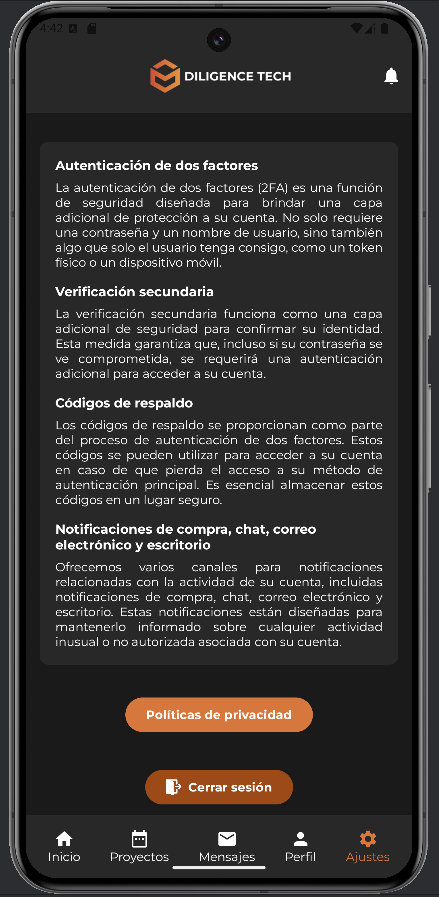 4:42
DILIGENCE TECH
Autenticación de dos factores
La autenticación de dos factores (2FA) es una función
de seguridad diseñada para brindar una capa
adicional de protección a su cuenta. No solo requiere
una contraseña y un nombre de usuario, sino también
algo que solo el usuario tenga consigo, como un token
físico o un dispositivo móvil.
Verificación secundaria
La verificación secundaria funciona como una capa
adicional de seguridad para confirmar su identidad.
Esta medida garantiza que, incluso si su contraseña se
ve comprometida, se requerirá una autenticación
adicional para acceder a su cuenta.
Códigos de respaldo
Los códigos de respaldo se proporcionan como parte
del proceso de autenticación de dos factores. Estos
códigos se pueden utilizar para acceder a su cuenta
en caso de que pierda el acceso a su método de
autenticación principal. Es esencial almacenar estos
códigos en un lugar seguro.
Notificaciones de compra, chat, correo
electrónico y escritorio
Ofrecemos varios canales para notificaciones
relacionadas con la actividad de su cuenta, incluidas
notificaciones de compra, chat, correo electrónico y
escritorio. Estas notificaciones están diseñadas para
mantenerlo informado sobre cualquier actividad
inusual o no autorizada asociada con su cuenta.
Políticas de privacidad
Cerrar sesión
Inicio Proyectos Mensajes Perfil Ajustes